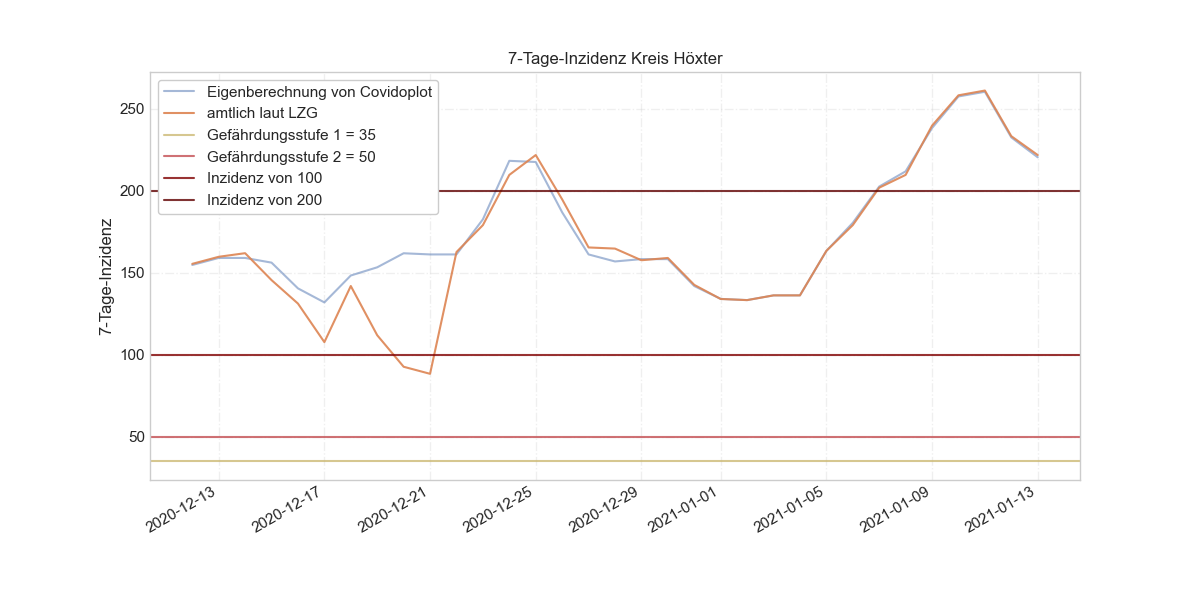 7-Tage-Inzidenz Kreis Höxter
Eigenberechnung von Covidoplot
amtlich laut LZG
Gefährdungsstufe 1 = 35
Gefährdungsstufe 2 = 50
Inzidenz von 100
Inzidenz von 200
7-Tage-Inzidenz
250
200
150
100
50
2020-12-13
2020-12-17
2020-12-21
2020-12-25
2020-12-29
2021-01-01
2021-01-05
2021-01-09
2021-01-13